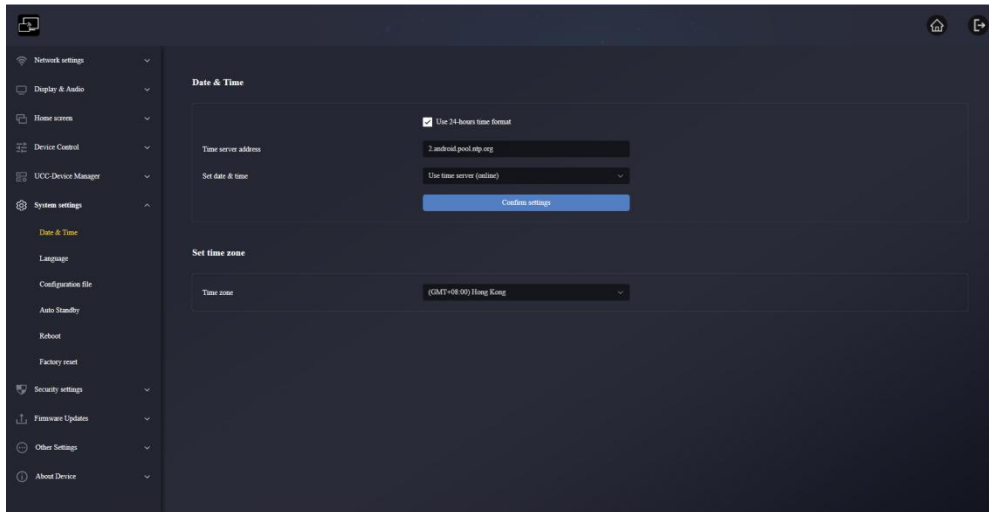 Network settings
Display & Audio
Home screen
Device Control
UCC-Device Manager
System settings
Date & Time
Language
Configuration file
Auto Standby
Reboot
Factory reset
Security settings
Firmware Updates
Other Settings
About Device
Date & Time
Use 24-hours time format
Time server address
2.android.pool.ntp.org
Set date & time
Use time server (online)
Confirm settings
Set time zone
Time zone
(GMT+08:00) Hong Kong